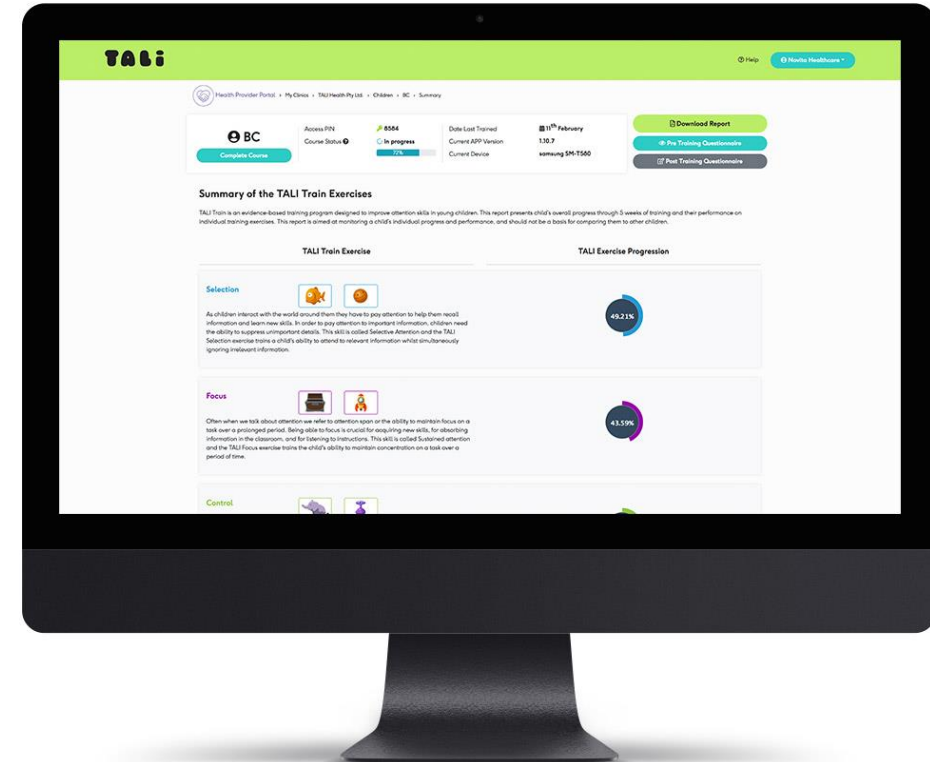 TALi
Help
Novita Healthcare
Health Provider Portal › My Clinics › TALI Health Pty Ltd. › Children › BC › Summary
BC
Complete Course
Access PIN 8584
Course Status In progress
72%
Date Last Trained 11th February
Current APP Version 1.10.7
Current Device samsung SM-T580
Download Report
Pre Training Questionnaire
Post Training Questionnaire
Summary of the TALI Train Exercises
TALI Train is an evidence-based training program designed to improve attention skills in young children. This report presents child's overall progress through 5 weeks of training and their performance on
individual training exercises. This report is aimed at monitoring a child's individual progress and performance, and should not be a basis for comparing them to other children.
TALI Train Exercise
TALI Exercise Progression
Selection
As children interact with the world around them they have to pay attention to help them recall
information and learn new skills. In order to pay attention to important information, children need
the ability to suppress unimportant details. This skill is called Selective Attention and the TALI
Selection exercise trains a child's ability to attend to relevant information whilst simultaneously
ignoring irrelevant information.
49.21%
Focus
Often when we talk about attention we refer to attention span or the ability to maintain focus on a
task over a prolonged period. Being able to focus is crucial for acquiring new skills, for absorbing
information in the classroom, and for listening to instructions. This skill is called Sustained attention
and the TALI Focus exercise trains the child's ability to maintain concentration on a task over a
period of time.
43.59%
Control